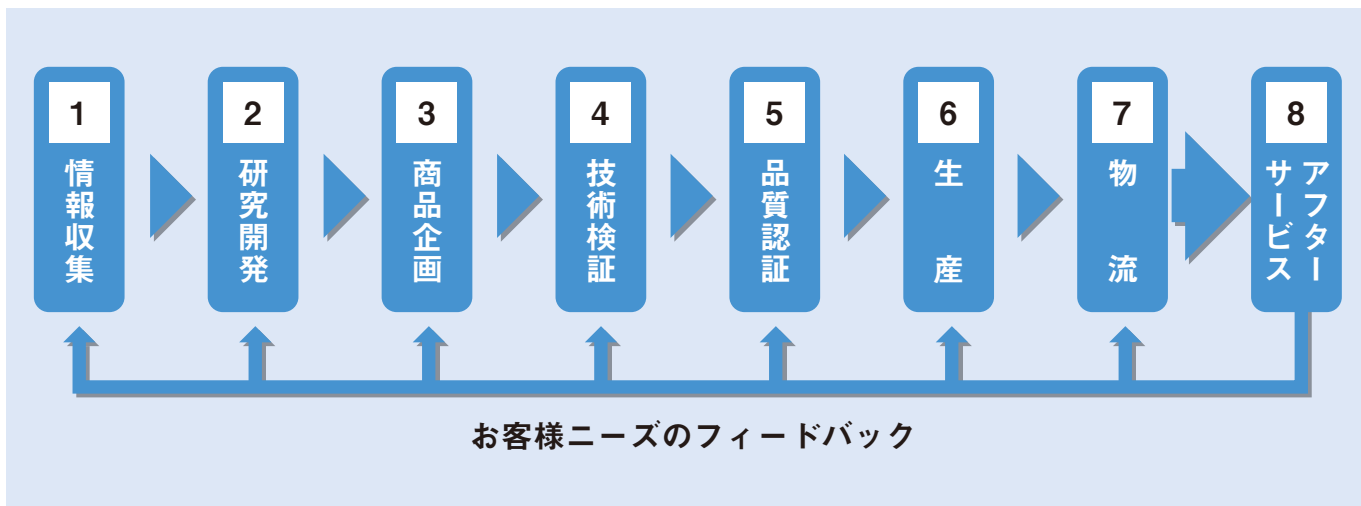 1
情報収集
2
研究開発
3
商品企画
4
技術検証
5
品質認証
6
生産
7
物流
8
アフター
サービス
お客様ニーズのフィードバック